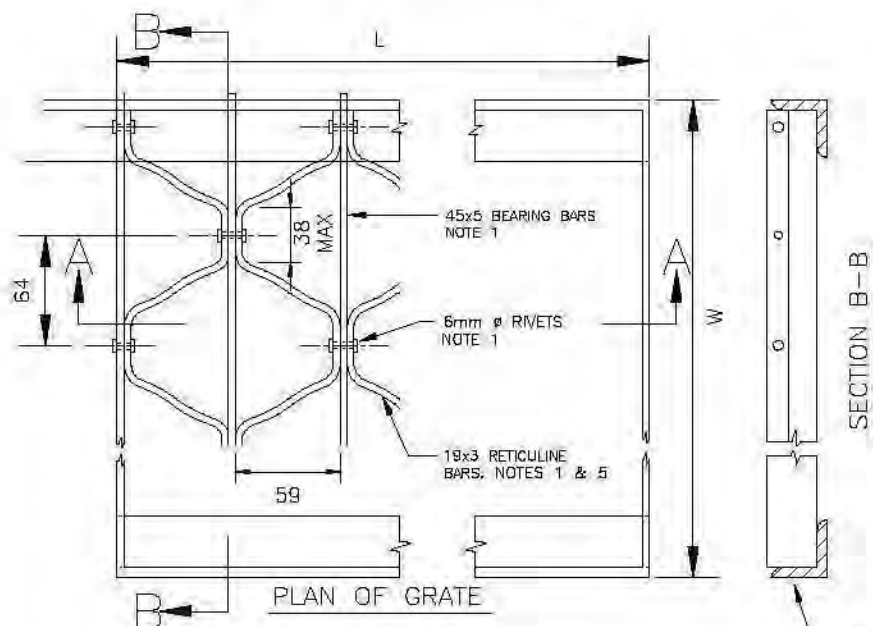 B
L
45x5 BEARING BARS
NOTE 1
38
MAX
A
A
64
W
6mm ø RIVETS
NOTE 1
SECTION B-B
19x3 RETICULINE
BARS. NOTES 1 & 5
59
B
PLAN OF GRATE